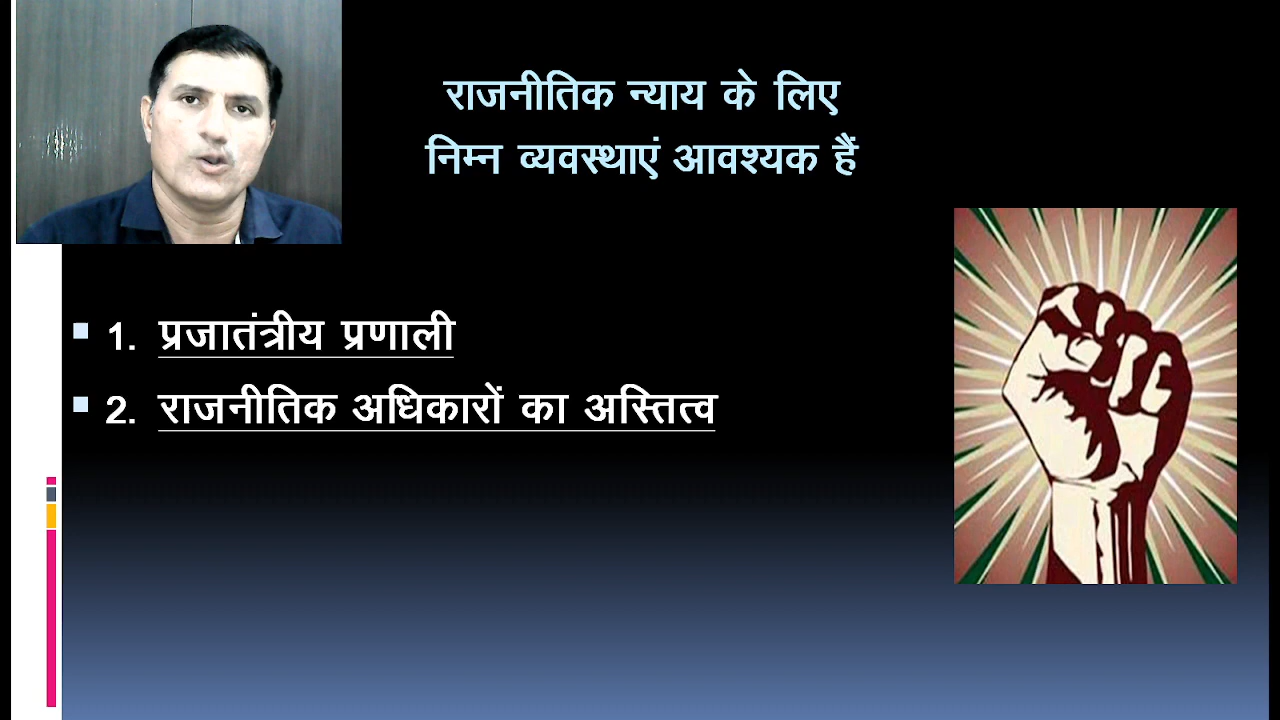 राजनीतिक न्याय के लिए
निम्न व्यवस्थाएं आवश्यक हैं
1. प्रजातंत्रीय प्रणाली
2. राजनीतिक अधिकारों का अस्तित्व